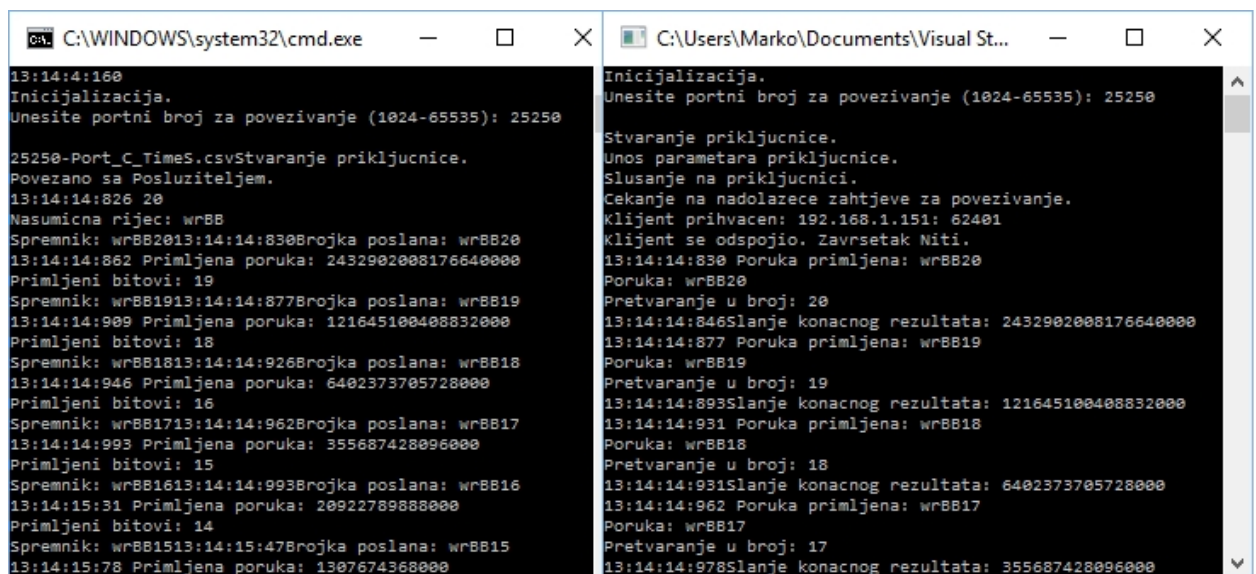 C:\WINDOWS\system32\cmd.exe
13:14:4:160
Inicijalizacija.
Unesite portni broj za povezivanje (1024-65535): 25250
25250-Port_C_TimeS.csvStvaranje prikljucnice.
Povezano sa Posluziteljem.
13:14:14:826 20
Nasumicna rijec: wrBB
Spremnik: wrBB2013:14:14:830Brojka poslana: wrBB20
13:14:14:862 Primljena poruka: 2432902008176640000
Primljeni bitovi: 19
Spremnik: wrBB1913:14:14:877Brojka poslana: wrBB19
13:14:14:909 Primljena poruka: 121645100408832000
Primljeni bitovi: 18
Spremnik: wrBB1813:14:14:926Brojka poslana: wrBB18
13:14:14:946 Primljena poruka: 6402373705728000
Primljeni bitovi: 16
Spremnik: wrBB1713:14:14:962Brojka poslana: wrBB17
13:14:14:993 Primljena poruka: 355687428096000
Primljeni bitovi: 15
Spremnik: wrBB1613:14:14:993Brojka poslana: wrBB16
13:14:15:31 Primljena poruka: 20922789888000
Primljeni bitovi: 14
Spremnik: wrBB1513:14:15:47Brojka poslana: wrBB15
13:14:15:78 Primljena poruka: 1307674368000
C:\Users\Marko\Documents\Visual St...
Inicijalizacija.
Unesite portni broj za povezivanje (1024-65535): 25250
Stvaranje prikljucnice.
Unos parametara prikljucnice.
Slusanje na prikljucnici.
Cekanje na nadolazece zahtjeve za povezivanje.
Klijent prihvacen: 192.168.1.151: 62401
Klijent se odspojio. Zavrsetak Niti.
13:14:14:830 Poruka primljena: wrBB20
Poruka: wrBB20
Pretvaranje u broj: 20
13:14:14:846Slanje konacnog rezultata: 2432902008176640000
13:14:14:877 Poruka primljena: wrBB19
Poruka: wrBB19
Pretvaranje u broj: 19
13:14:14:893Slanje konacnog rezultata: 121645100408832000
13:14:14:931 Poruka primljena: wrBB18
Poruka: wrBB18
Pretvaranje u broj: 18
13:14:14:931Slanje konacnog rezultata: 6402373705728000
13:14:14:962 Poruka primljena: wrBB17
Poruka: wrBB17
Pretvaranje u broj: 17
13:14:14:978Slanje konacnog rezultata: 355687428096000